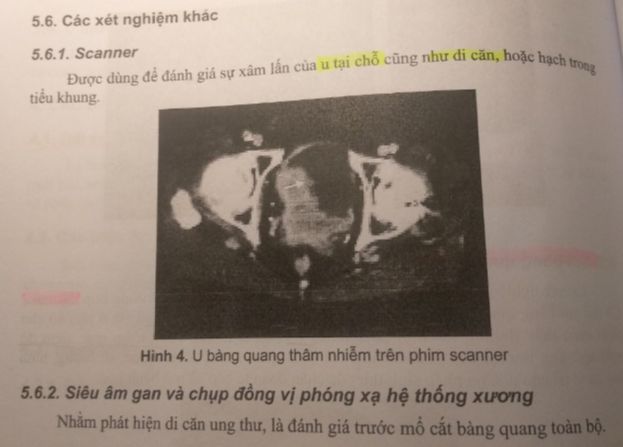 5.6. Các xét nghiệm khác
5.6.1. Scanner
Được dùng để đánh giá sự xâm lấn của u tại chỗ cũng như di căn, hoặc hạch trong
tiểu khung.
Hình 4. U bàng quang thâm nhiễm trên phim scanner
5.6.2. Siêu âm gan và chụp đồng vị phóng xạ hệ thống xương
Nhằm phát hiện di căn ung thư, là đánh giá trước mổ cắt bàng quang toàn bộ.